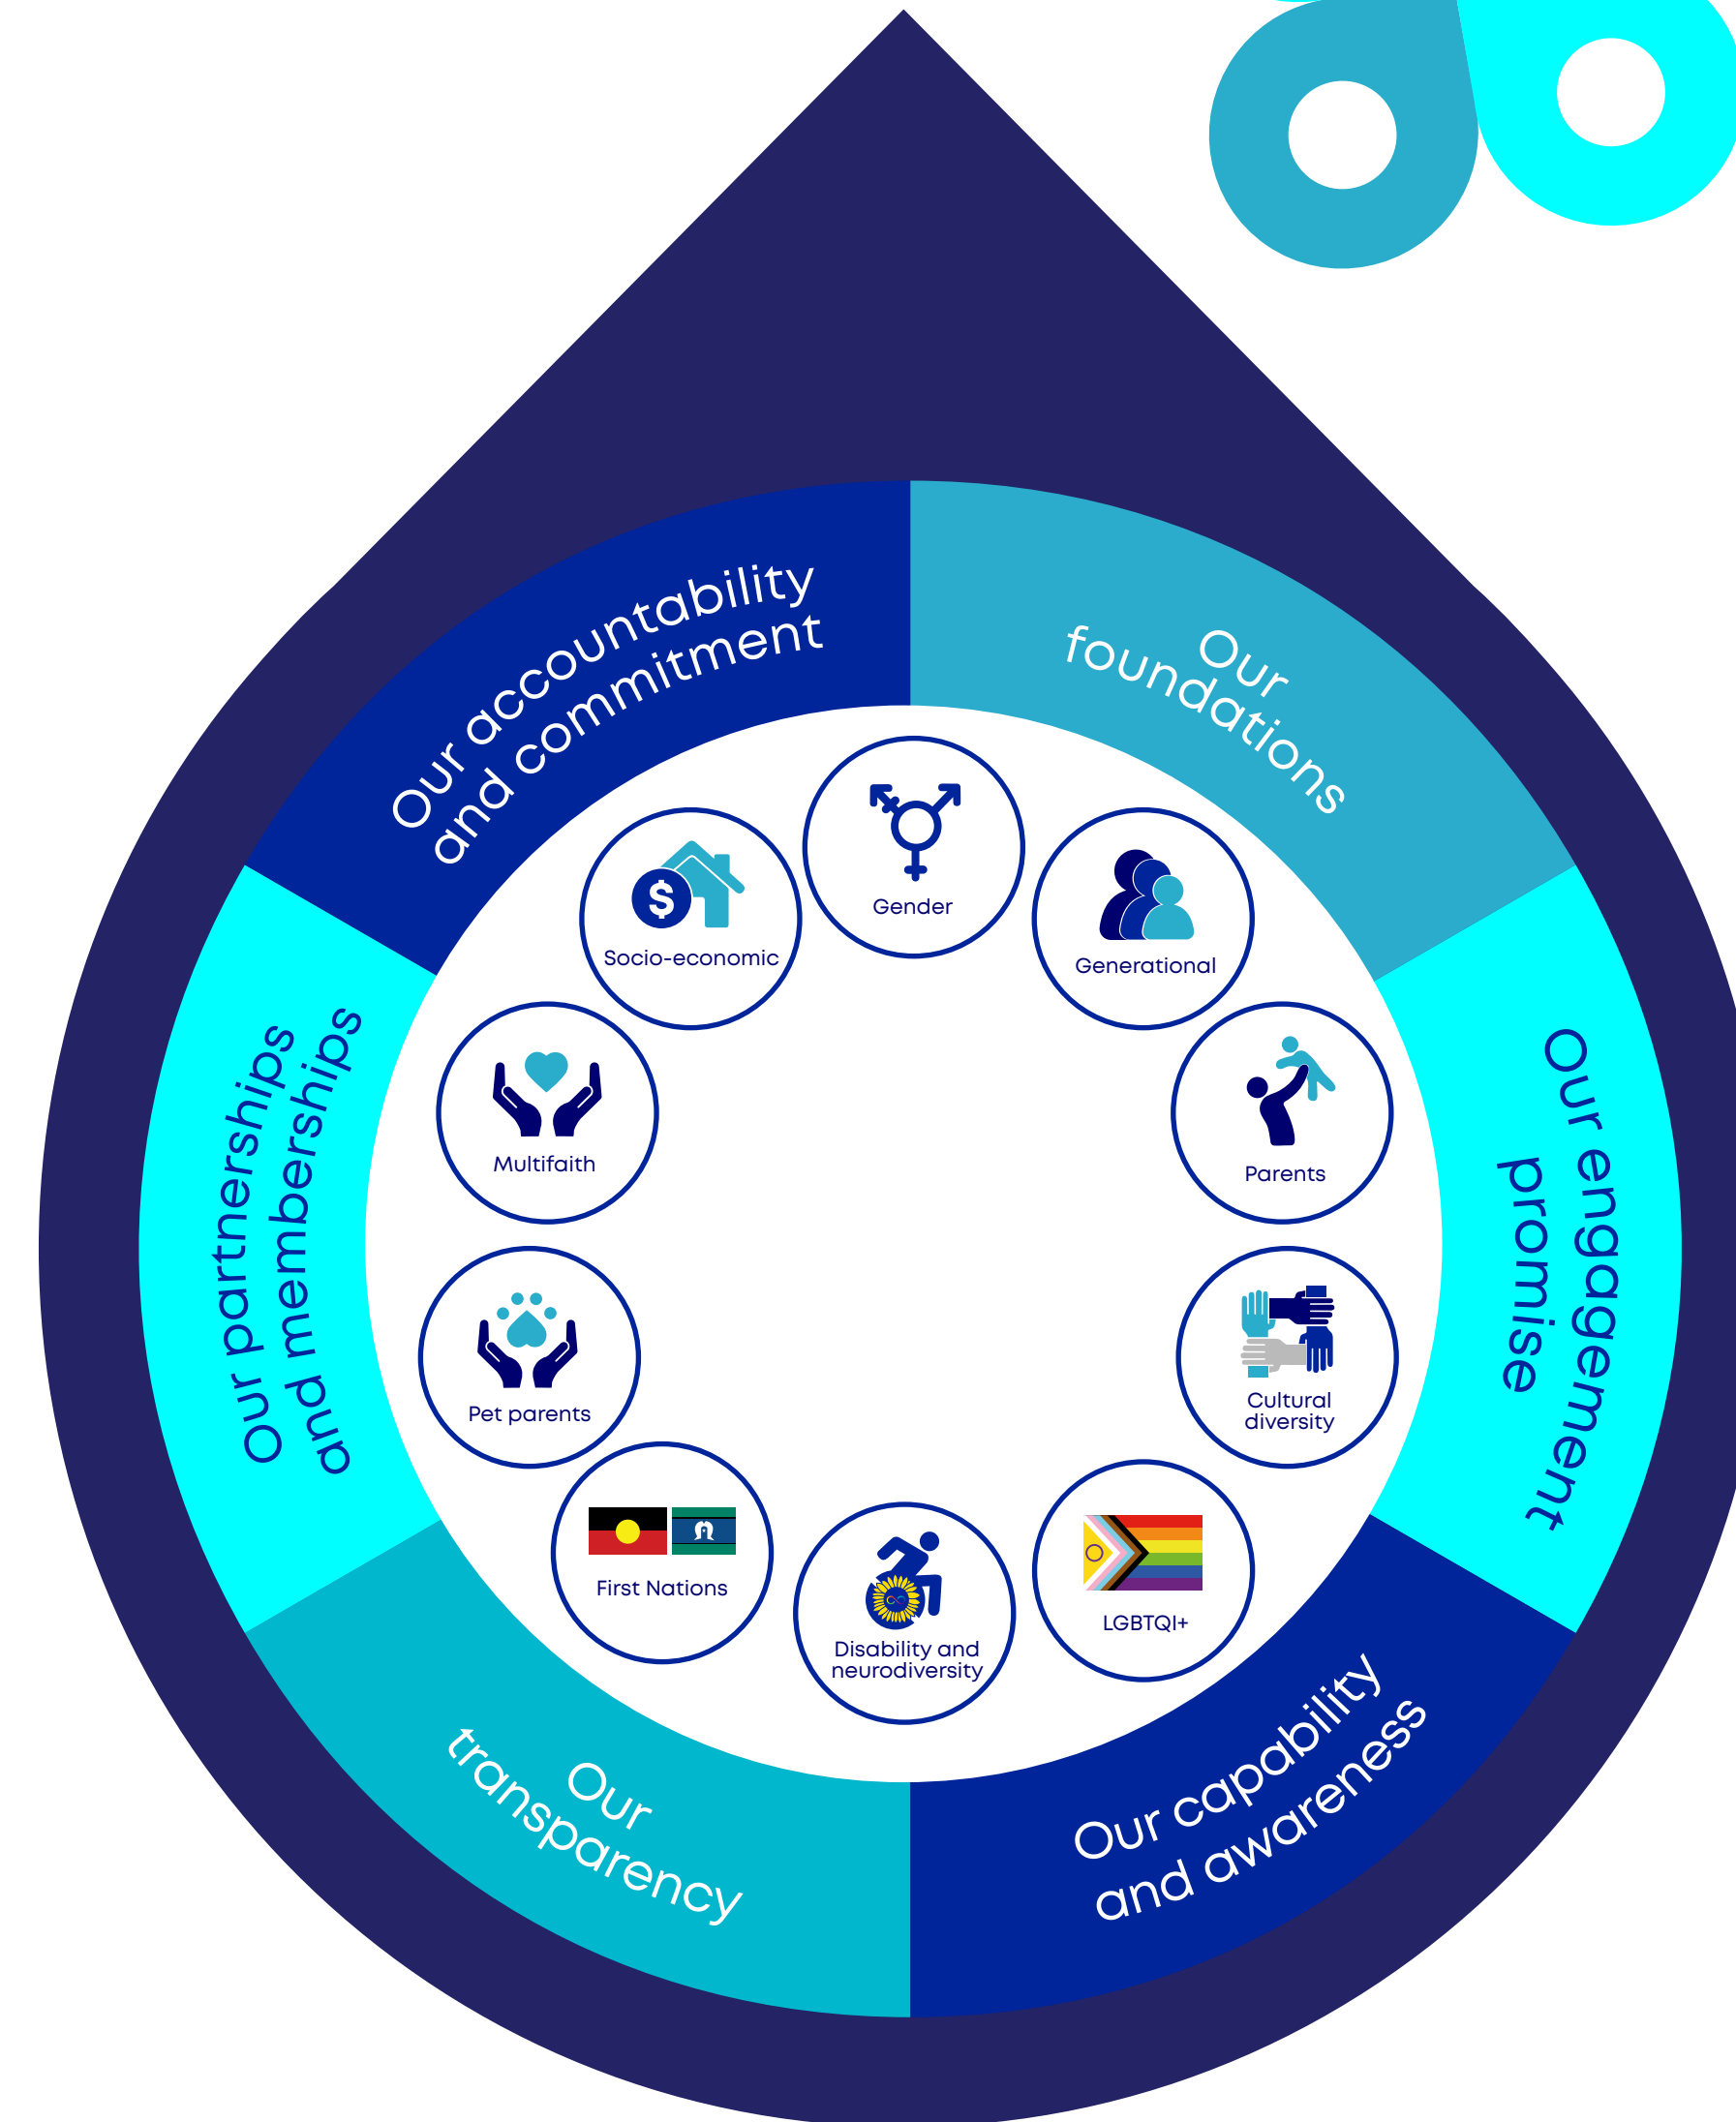 Our accountability
and commitment
Our
foundations
Our engagement
promise
Our capability
and awareness
Our
transparency
Our partnerships
and memberships
Gender
Generational
Parents
Cultural
diversity
LGBTQI+
Disability and
neurodiversity
First Nations
Pet parents
Multifaith
$
Socio-economic